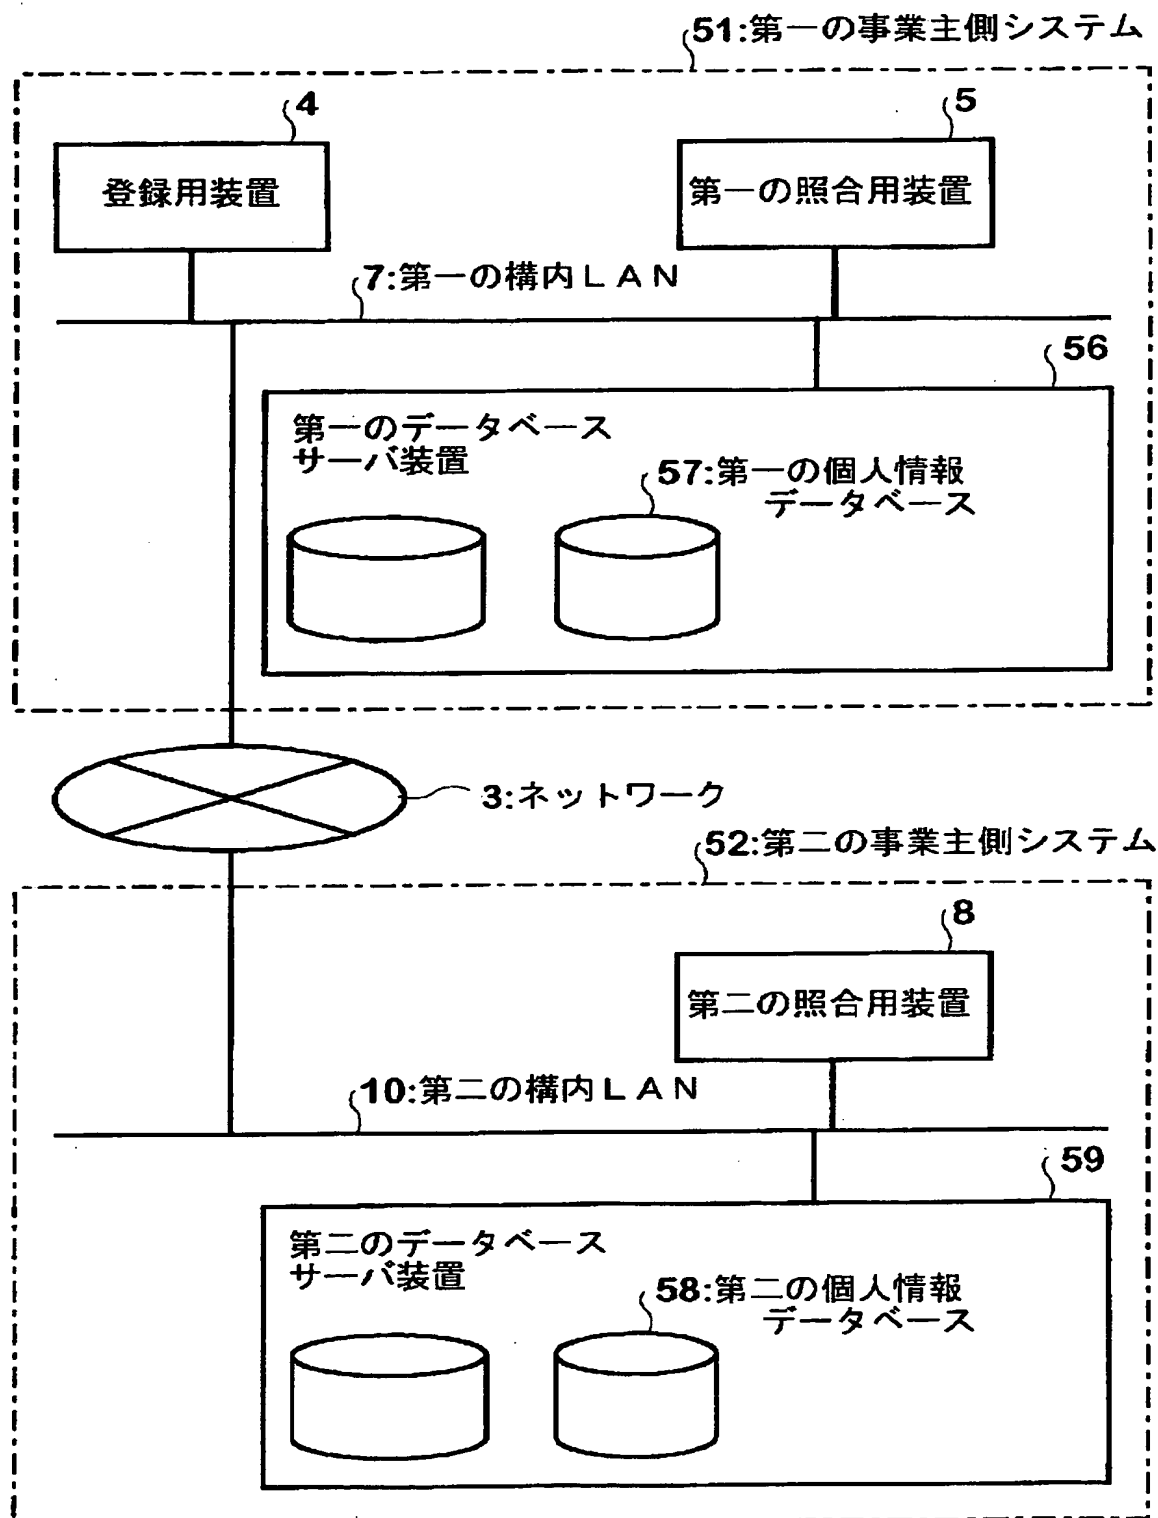 51:第一の事業主側システム
4
登録用装置
5
第一の照合用装置
7:第一の構内LAN
56
第一のデータベース
サーバ装置
57:第一の個人情報
データベース
3:ネットワーク
52:第二の事業主側システム
8
第二の照合用装置
10:第二の構内LAN
59
第二のデータベース
サーバ装置
58:第二の個人情報
データベース